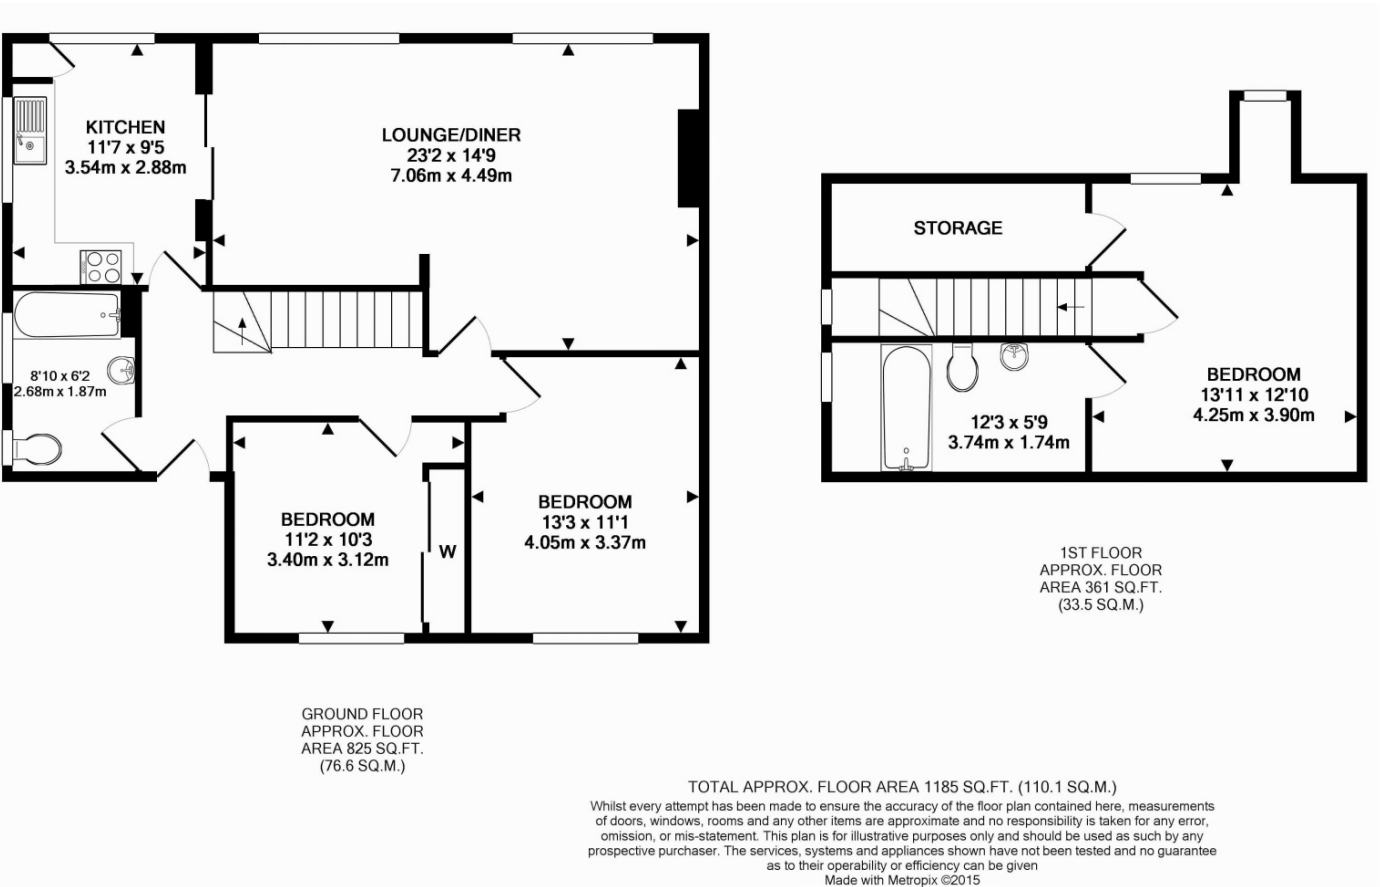 KITCHEN
11'7 x 9'5
3.54m x 2.88m
LOUNGE/DINER
23'2 x 14'9
7.06m x 4.49m
8'10 x 6'2
2.68m x 1.87m
BEDROOM
11'2 x 10'3
3.40m x 3.12m
W
BEDROOM
13'3 x 11'1
4.05m x 3.37m
GROUND FLOOR
APPROX. FLOOR
AREA 825 SQ.FT.
(76.6 SQ.M.)
STORAGE
BEDROOM
13'11 x 12'10
4.25m x 3.90m
12'3 x 5'9
3.74m x 1.74m
1ST FLOOR
APPROX. FLOOR
AREA 361 SQ.FT.
(33.5 SQ.M.)
TOTAL APPROX. FLOOR AREA 1185 SQ.FT. (110.1 SQ.M.)
Whilst every attempt has been made to ensure the accuracy of the floor plan contained here, measurements
of doors, windows, rooms and any other items are approximate and no responsibility is taken for any error,
omission, or mis-statement. This plan is for illustrative purposes only and should be used as such by any
prospective purchaser. The services, systems and appliances shown have not been tested and no guarantee
as to their operability or efficiency can be given
Made with Metropix ©2015